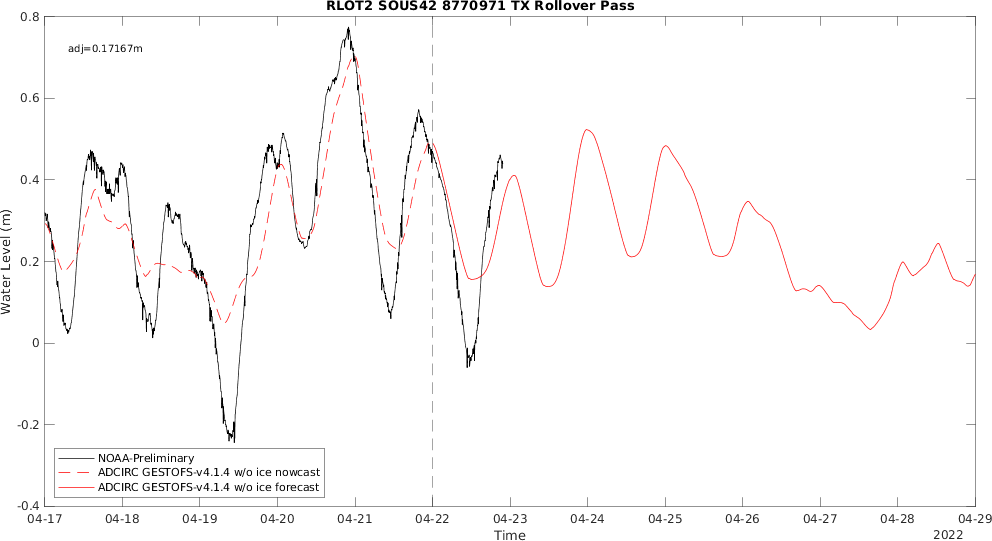 RLOT2 SOUS42 8770971 TX Rollover Pass
adj=0.17167m
0.8
0.6
0.4
0.2
0
-0.2
-0.4
Water Level (m)
NOAA-Preliminary
ADCIRC GESTOFS-v4.1.4 w/o ice nowcast
ADCIRC GESTOFS-v4.1.4 w/o ice forecast
04-17 04-18 04-19 04-20 04-21 04-22 04-23 04-24 04-25 04-26 04-27 04-28 04-29
Time
2022